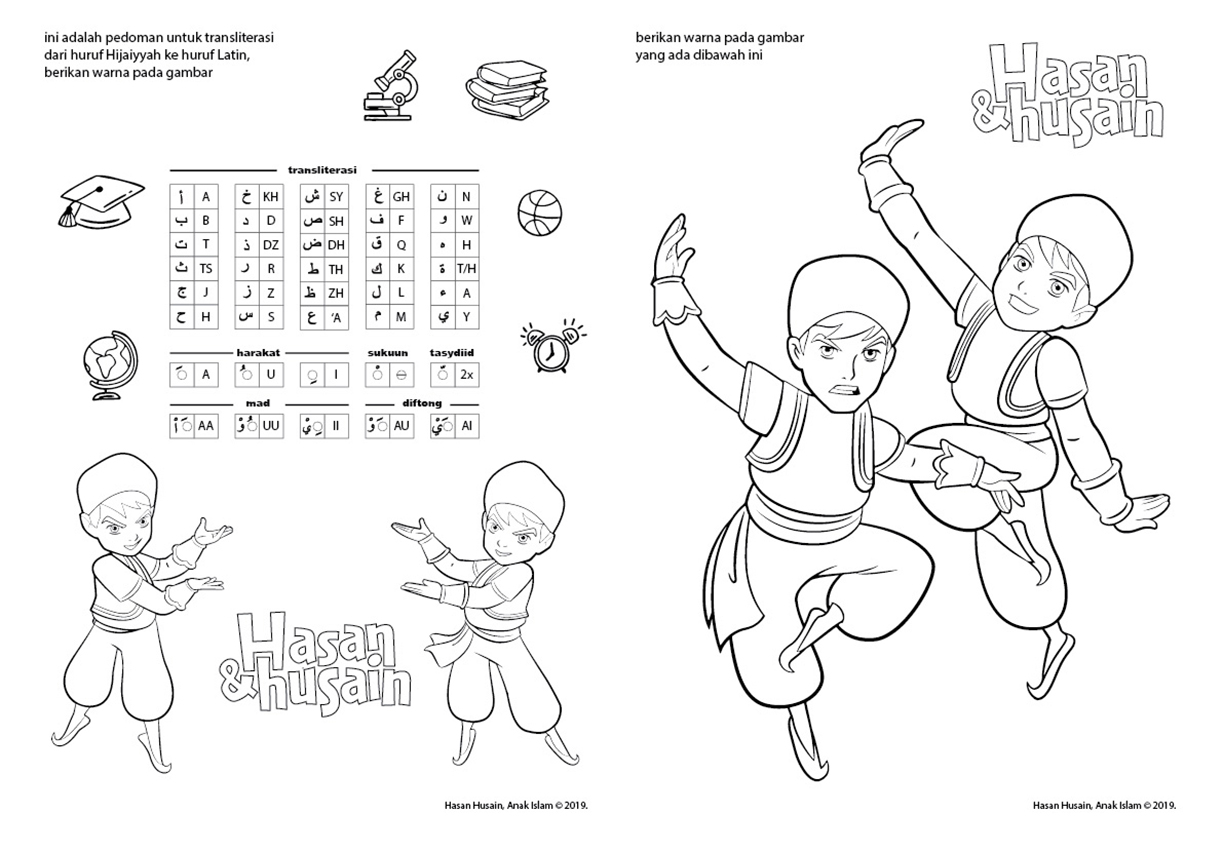 ini adalah pedoman untuk transliterasi
dari huruf Hijaiyyah ke huruf Latin,
berikan warna pada gambar
transliterasi
أ A خ KH ش SY غ GH ن N
ب B د D ص SH ف F و W
ت T ذ DZ ض DH ق Q ه H
ث TS ر R ط TH ك K ة T/H
ج J ز Z ظ ZH ل L ء A
ح H س S ع ‘A م M ي Y
harakat sukuun tasydiid
◌َ A ◌ُ U ◌ِ I ◌ْ ⊖ ◌ّ 2x
mad diftong
◌َأْ AA ◌ُوْ UU ◌ِيْ II ◌َوْ AU ◌َيْ AI
Hasan
&husain
Hasan Husain, Anak Islam © 2019.
berikan warna pada gambar
yang ada dibawah ini
Hasan
&husain
Hasan Husain, Anak Islam © 2019.